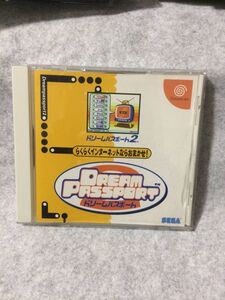 Dreampassport2
ドリームパスポート2
らくらくインターネットならおまかせ!
DREAM
PASSPORT
ドリームパスポート
SEGA
Dreamcast